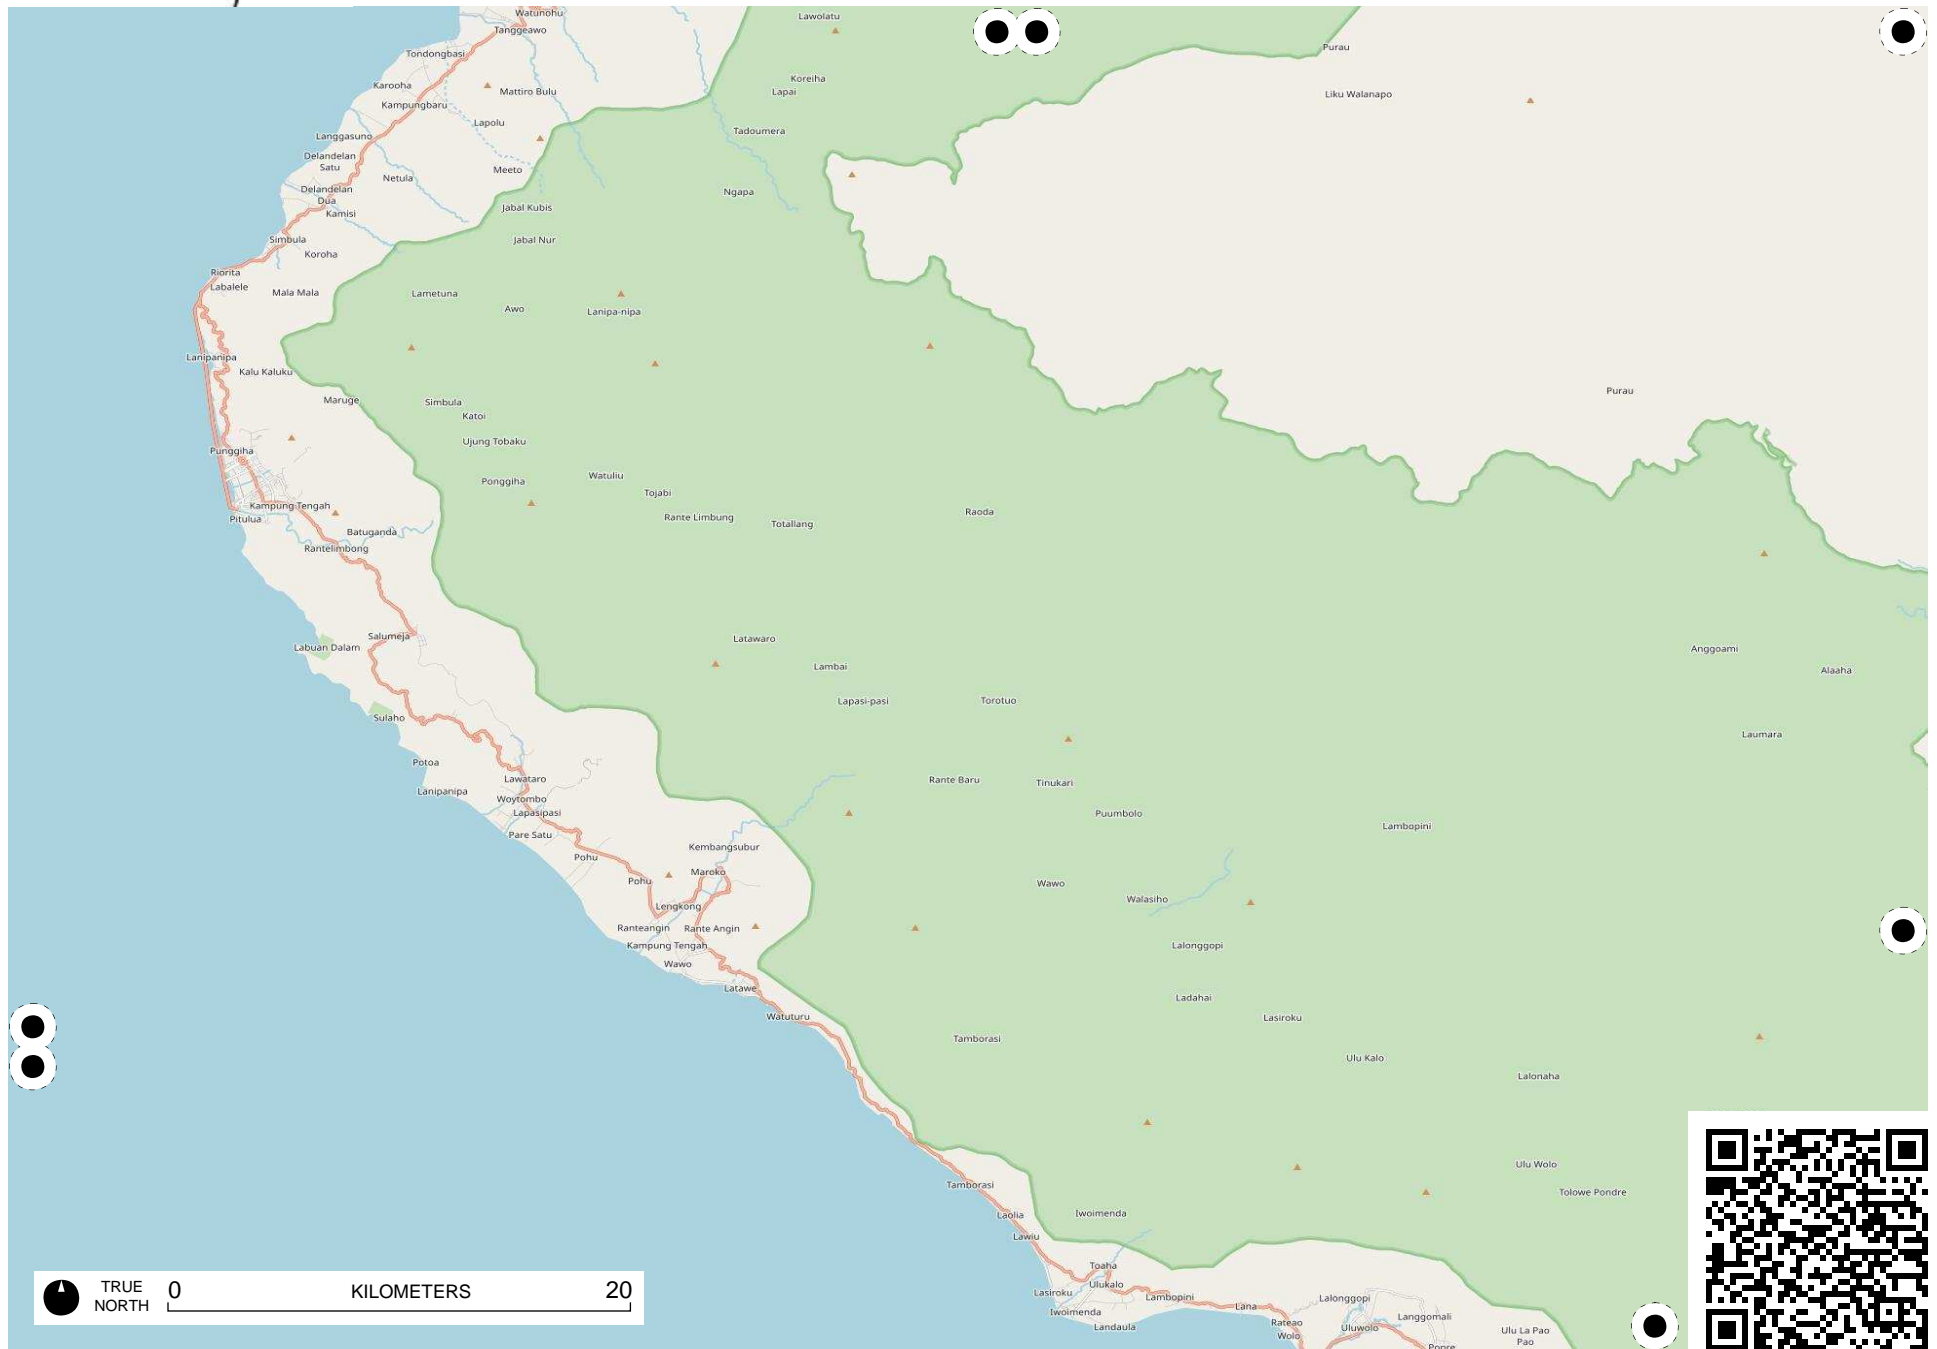 Watunohu
Lawolatu
Tanggeawo
Purau
Tondongbasi
Koreiha
Karooha
Mattiro Bulu
Lapai
Liku Walanapo
Kampungbaru
Lapolu
Tadoumera
Langgasuno
Delandelan
Satu
Meeto
Netula
Delandelan
Dua
Ngapa
Kamisi
Jabal Kubis
Simbula
Jabal Nur
Koroha
Riorita
Labalele
Mala Mala
Lametuna
Awo
Lanipa-nipa
Lanipanipa
Kalu Kaluku
Purau
Maruge
Simbula
Katoi
Ujung Tobaku
Punggiha
Ponggiha
Watuliu
Tojabi
Kampung Tengah
Raoda
Pitulua
Rante Limbung
Totallang
Batuganda
Rantelimbong
Salumeja
Latawaro
Labuan Dalam
Anggoami
Lambai
Alaaha
Lapasi-pasi
Torotuo
Sulaho
Laumara
Potoa
Lawataro
Rante Baru
Tinukari
Lanipanipa
Woytombo
Lapasipasi
Puumbolo
Pare Satu
Lambopini
Kembangsubur
Pohu
Maroko
Pohu
Wawo
Walasiho
Lengkong
Ranteangin
Rante Angin
Kampung Tengah
Lalonggopi
Wawo
Latawe
Ladahai
Watuturu
Lasiroku
Tamborasi
Ulu Kalo
Lalonaha
Ulu Wolo
Tamborasi
Tolowe Pondre
Laolia
Iwoimenda
Lawiu
Toaha
Ulukalo
Lasiroku
Lambopini
Lalonggopi
Iwoimenda
Lana
Langgomali
Landaula
Rateao
Wolo
Uluwolo
Ulu La Pao
Pao
Popre
TRUE
NORTH
0 KILOMETERS 20